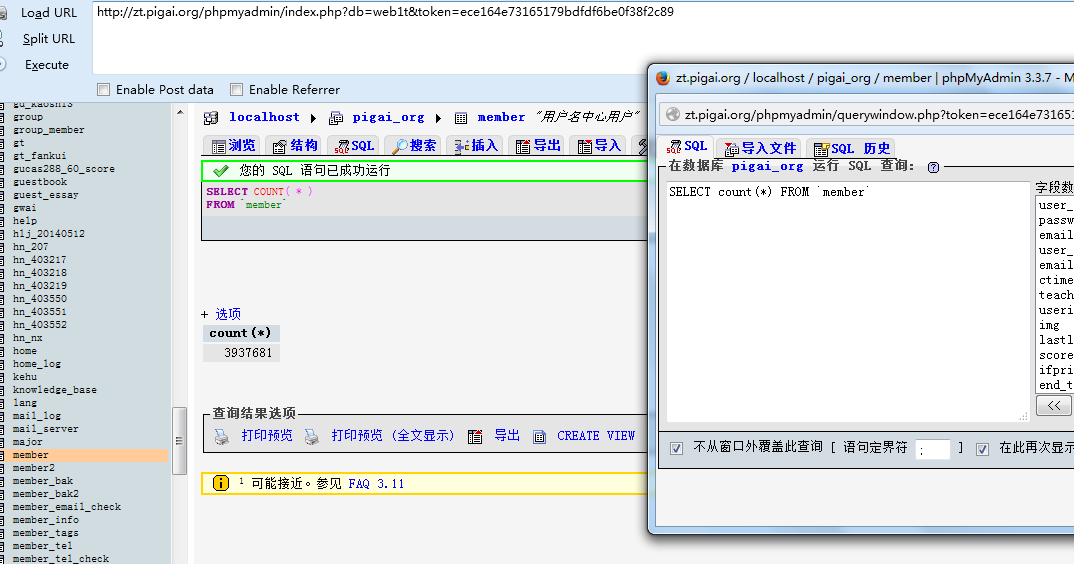 Load URL
http://zt.pigai.org/phpmyadmin/index.php?db=web1t&token=ece164e73165179bdfdf6be0f38f2c89
Split URL
Execute
Enable Post data
Enable Referrer
gd_kaoshi3
group
group_member
gt
gt_fankui
gucas288_60_score
guestbook
guest_essay
gwai
help
hlj_20140512
hn_207
hn_403217
hn_403218
hn_403219
hn_403550
hn_403551
hn_403552
hn_nx
home
home_log
kehu
knowledge_base
lang
mail_log
mail_server
major
member
member2
member_bak
member_bak2
member_email_check
member_info
member_tags
member_tel
member_tel_check
localhost ▸ pigai_org ▸ member “用户名中心用户”
浏览 结构 SQL 搜索 插入 导出 导入
您的 SQL 语句已成功运行
SELECT COUNT( * )
FROM `member`
+ 选项
count(*)
3937681
查询结果选项
打印预览 打印预览 (全文显示) 导出 CREATE VIEW
1 可能接近。参见 FAQ 3.11
zt.pigai.org / localhost / pigai_org / member | phpMyAdmin 3.3.7 - M
zt.pigai.org/phpmyadmin/querywindow.php?token=ece16473165
SQL 导入文件 SQL 历史
在数据库 pigai_org 运行 SQL 查询:
SELECT count(*) FROM `member`
字段数
user_
passw
email
user_
email
ctime
teach
useri
img
lastl
score
ifpri
end_t
<<
不从窗口外覆盖此查询 [ 语句定界符 ; ] 在此再次显示